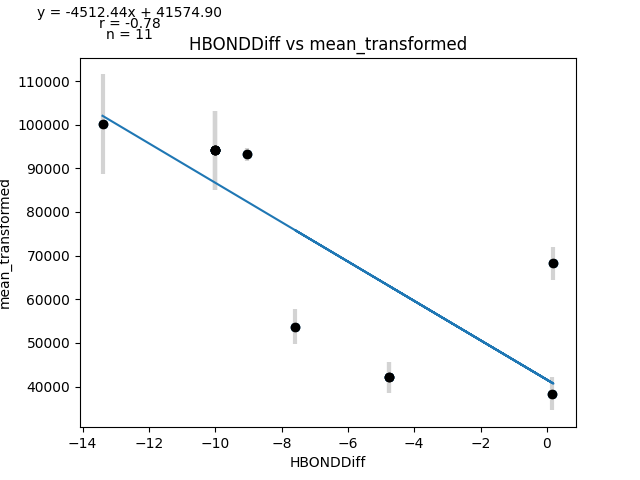 y = -4512.44x + 41574.90
r = -0.78
n = 11
HBONDDiff vs mean_transformed
mean_transformed
110000
100000
90000
80000
70000
60000
50000
40000
−14 −12 −10 −8 −6 −4 −2 0
HBONDDiff